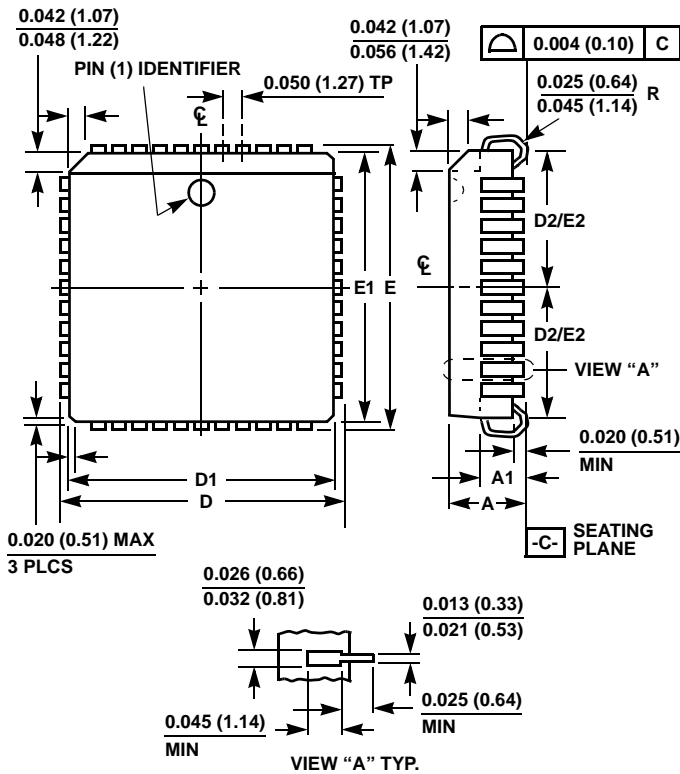 0.042 (1.07)
0.048 (1.22)
PIN (1) IDENTIFIER
0.050 (1.27) TP
℄
0.042 (1.07)
0.056 (1.42)
0.004 (0.10) C
0.025 (0.64)
0.045 (1.14)
R
℄
D2/E2
D2/E2
E1
E
VIEW “A”
0.020 (0.51)
MIN
A1
A
D1
D
0.020 (0.51) MAX
3 PLCS
-C-
SEATING
PLANE
0.026 (0.66)
0.032 (0.81)
0.013 (0.33)
0.021 (0.53)
0.045 (1.14)
MIN
0.025 (0.64)
MIN
VIEW “A” TYP.